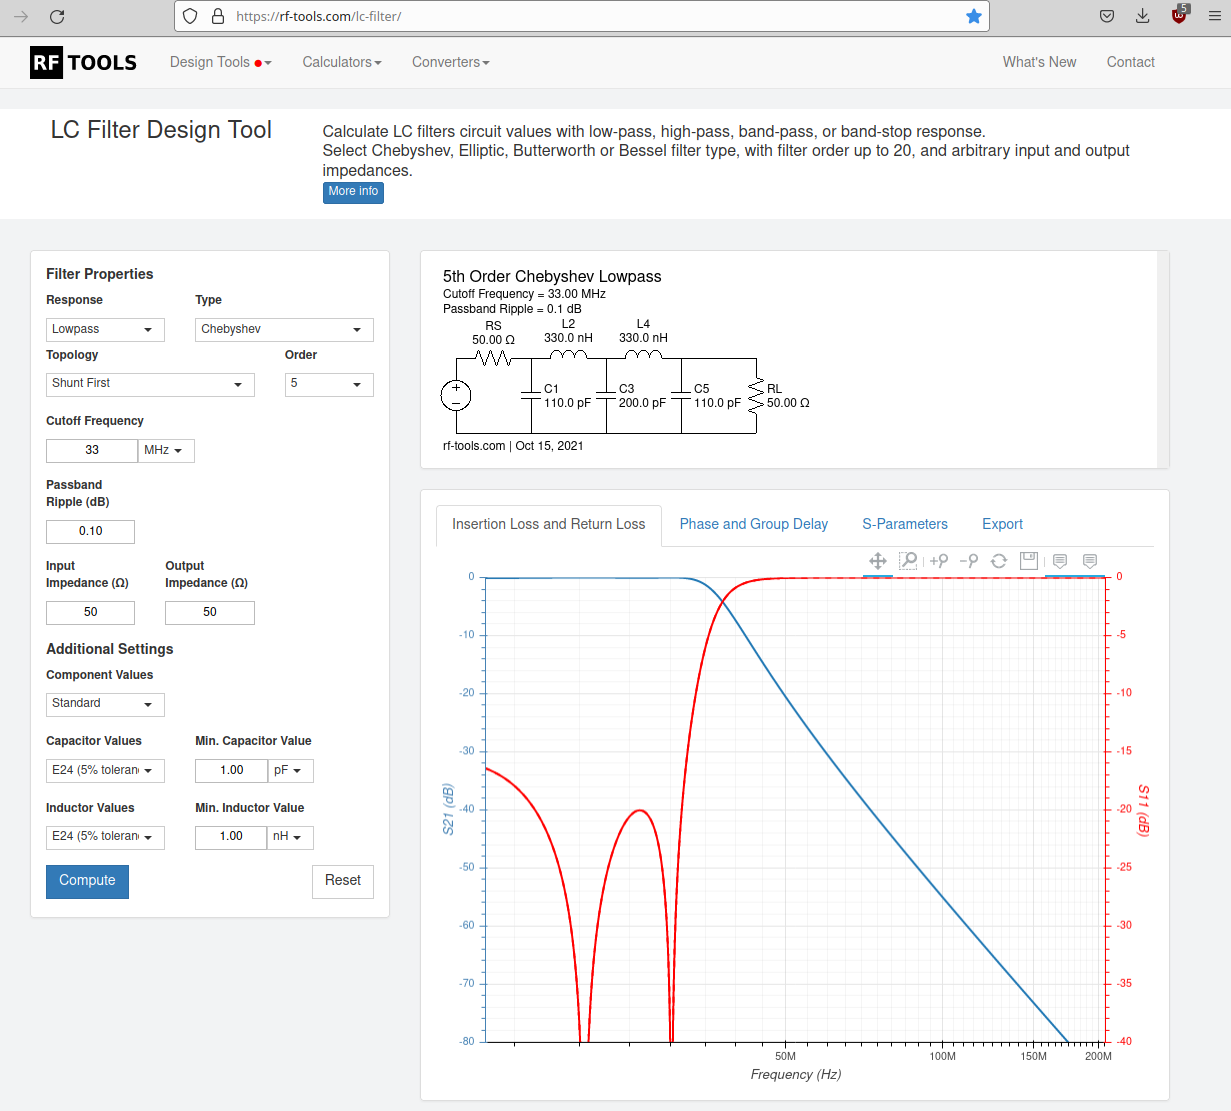 https://rf-tools.com/lc-filter/
5
RF TOOLS
Design Tools
Calculators
Converters
What's New
Contact
LC Filter Design Tool
Calculate LC filters circuit values with low-pass, high-pass, band-pass, or band-stop response.
Select Chebyshev, Elliptic, Butterworth or Bessel filter type, with filter order up to 20, and arbitrary input and output
impedances.
More info
Filter Properties
Response Type
Lowpass Chebyshev
Topology Order
Shunt First 5
Cutoff Frequency
33 MHz
Passband
Ripple (dB)
0.10
Input Output
Impedance (Ω) Impedance (Ω)
50 50
Additional Settings
Component Values
Standard
Capacitor Values Min. Capacitor Value
E24 (5% toleran 1.00 pF
Inductor Values Min. Inductor Value
E24 (5% toleran 1.00 nH
Compute Reset
5th Order Chebyshev Lowpass
Cutoff Frequency = 33.00 MHz
Passband Ripple = 0.1 dB
RS L2 L4
50.00 Ω 330.0 nH 330.0 nH
+
−
C1 C3 C5 RL
110.0 pF 200.0 pF 110.0 pF 50.00 Ω
rf-tools.com | Oct 15, 2021
Insertion Loss and Return Loss Phase and Group Delay S-Parameters Export
0 0
-10 -5
-20 -10
-30 -15
-40 -20
-50 -25
-60 -30
-70 -35
-80 -40
S21 (dB)
S11 (dB)
50M 100M 150M 200M
Frequency (Hz)